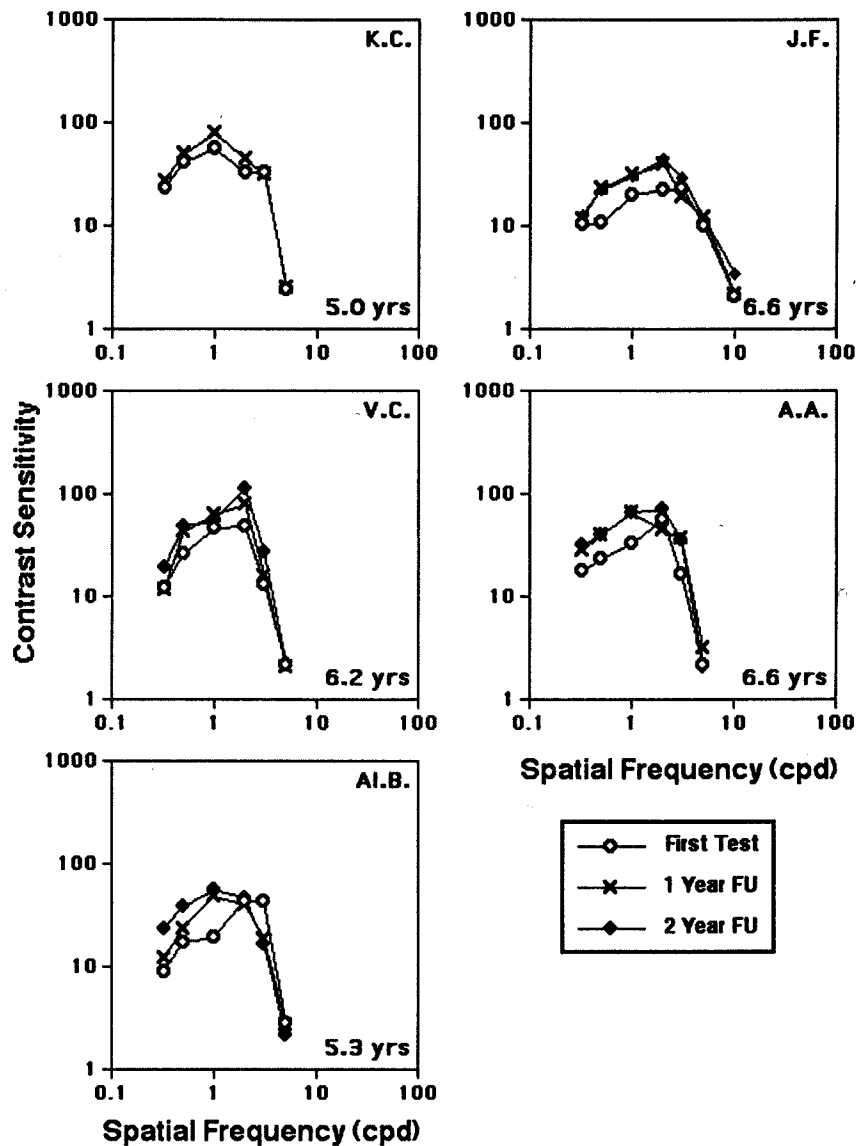 K.C.
1000
100
10
1
5.0 yrs
0.1 1 10 100
J.F.
1000
100
10
1
6.6 yrs
0.1 1 10 100
V.C.
1000
100
10
1
6.2 yrs
0.1 1 10 100
A.A.
1000
100
10
1
6.6 yrs
0.1 1 10 100
Contrast Sensitivity
Al.B.
1000
100
10
1
5.3 yrs
0.1 1 10 100
Spatial Frequency (cpd)
Spatial Frequency (cpd)
First Test
1 Year FU
2 Year FU